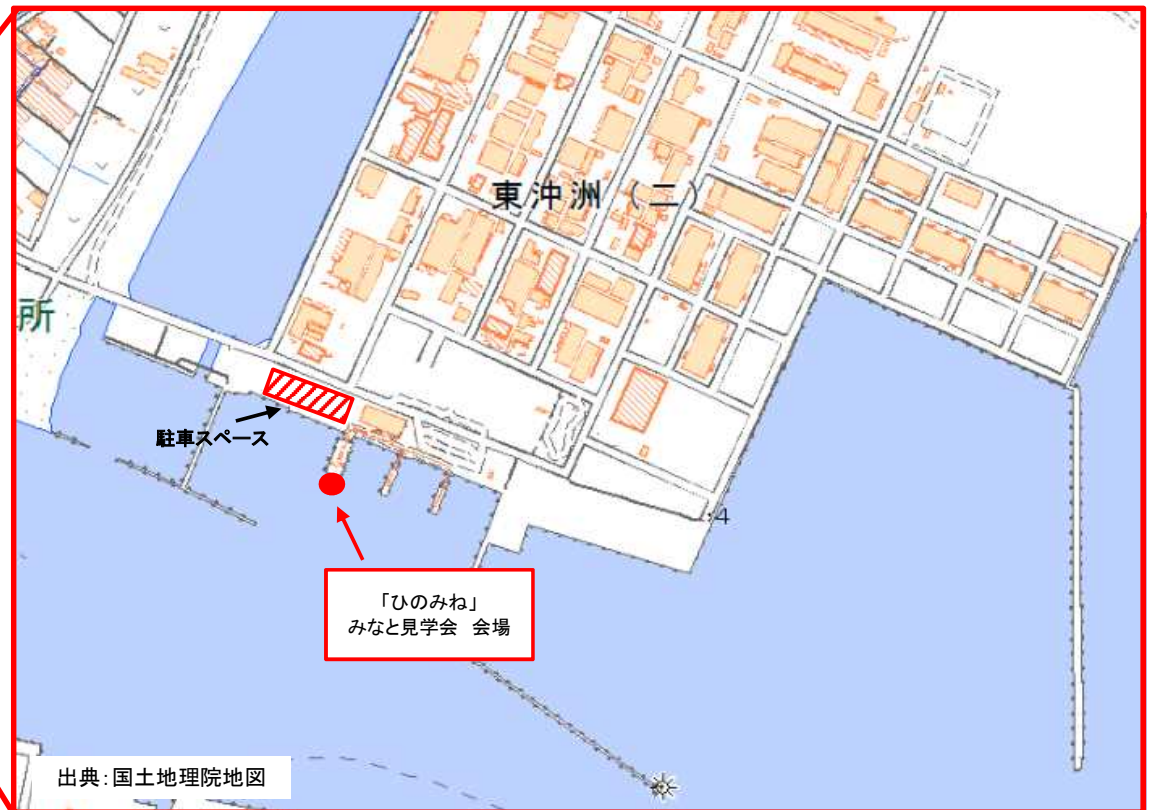 東沖洲（二）
所
駐車スペース
4
「ひのみね」
みなと見学会　会場
出典：国土地理院地図